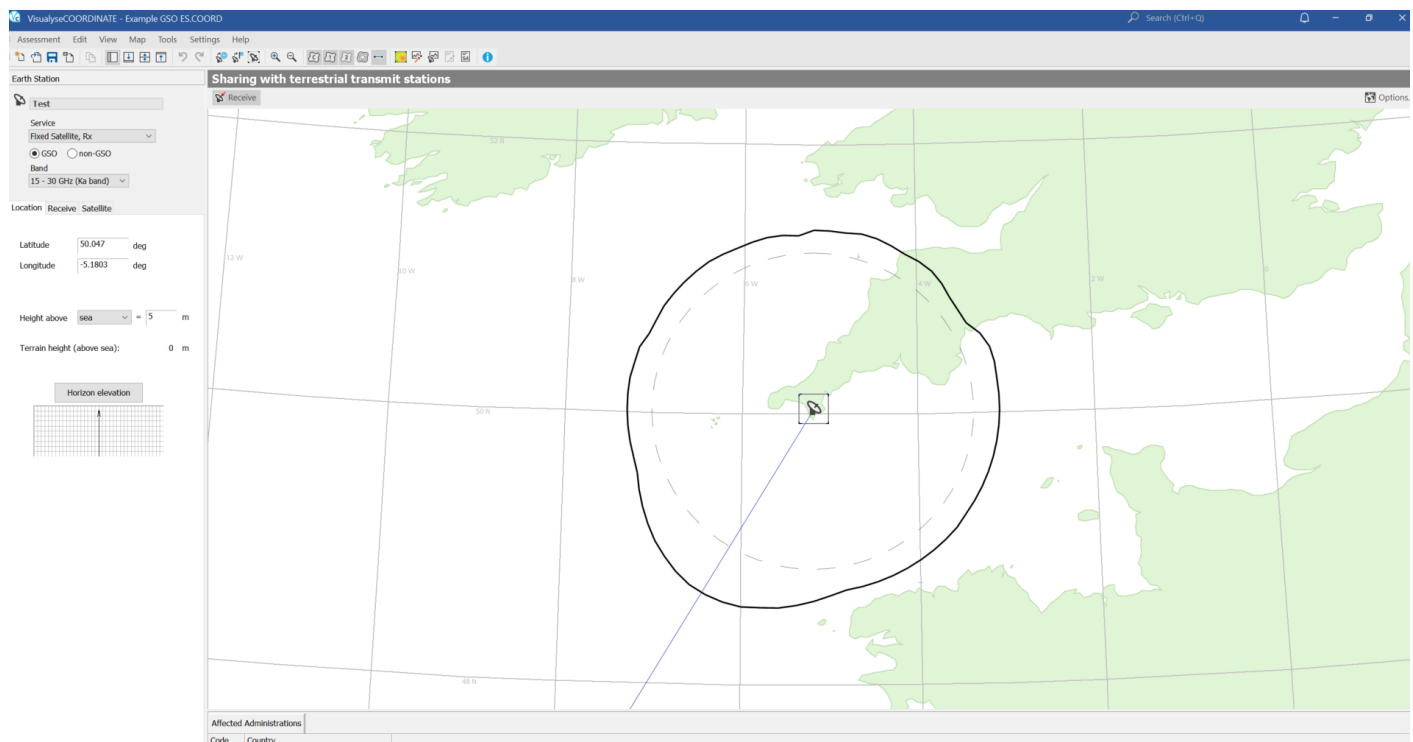 VisualyseCOORDINATE - Example GSO ES.COORD
Search (Ctrl+Q)
Assessment Edit View Map Tools Settings Help
Earth Station
Sharing with terrestrial transmit stations
Test
Receive
Options.
Service
Fixed Satellite, Rx
GSO non-GSO
Band
15 - 30 GHz (Ka band)
Location Receive Satellite
Latitude 50.047 deg
Longitude -5.1803 deg
Height above sea = 5 m
Terrain height (above sea): 0 m
Horizon elevation
52 N
12 W
10 W
8 W
6 W
4 W
2 W
0
50 N
48 N
Affected Administrations
Code Country